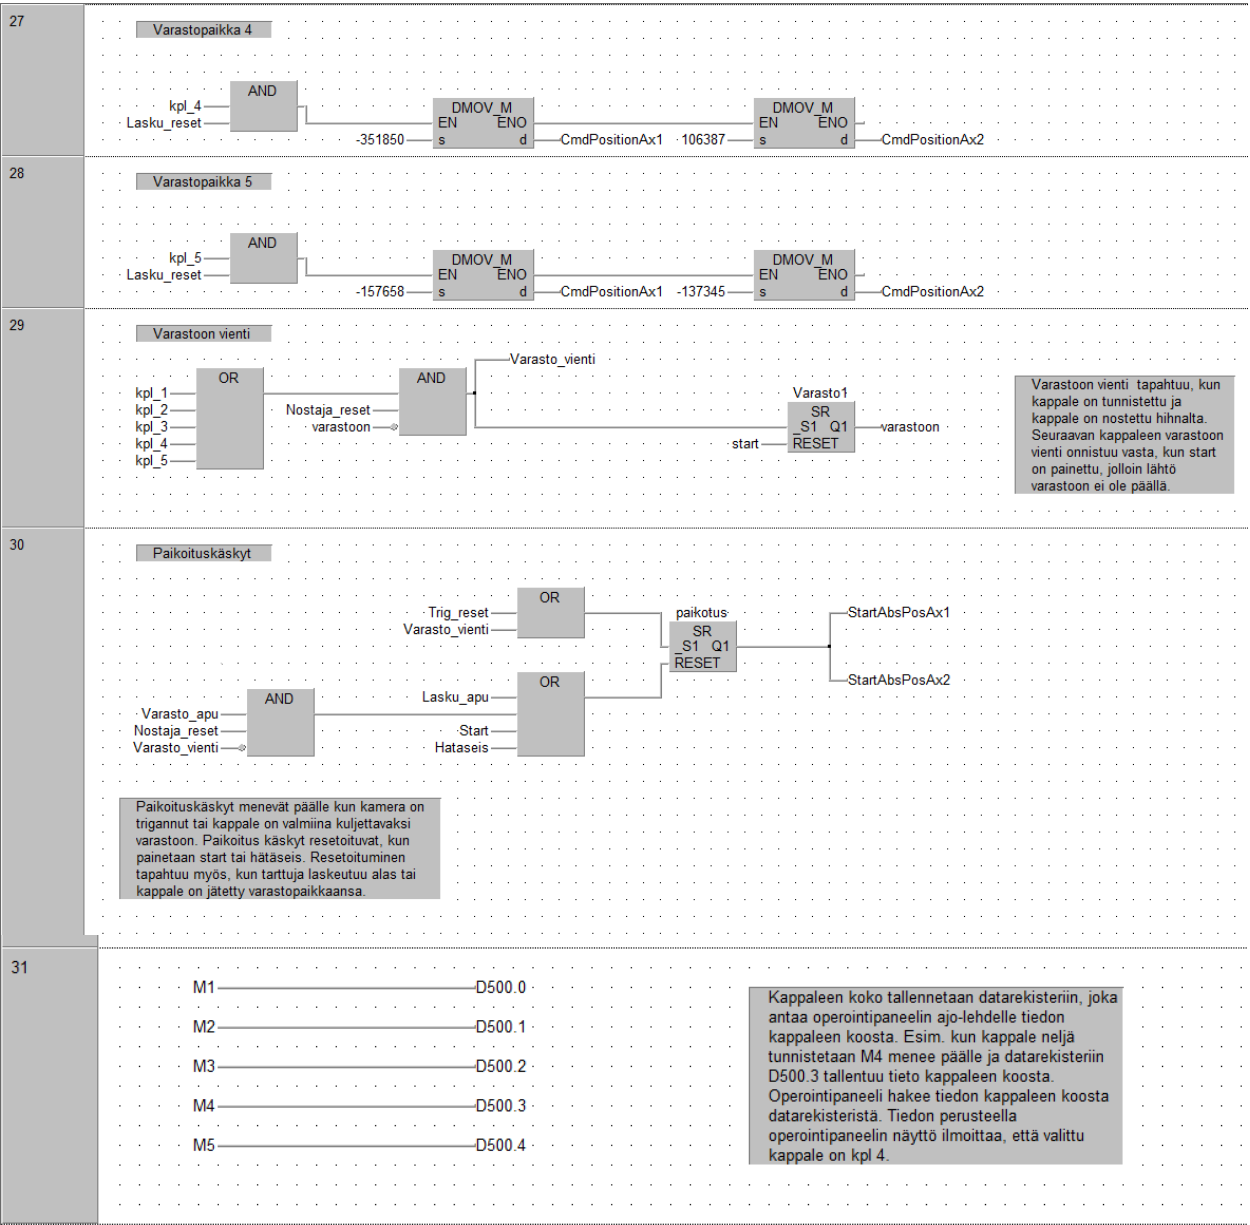 27
Varastopaikka 4
AND
kpl_4
Lasku_reset
DMOV_M
EN ENO
-351850 s d CmdPositionAx1
DMOV_M
EN ENO
106387 s d CmdPositionAx2
28
Varastopaikka 5
AND
kpl_5
Lasku_reset
DMOV_M
EN ENO
-157658 s d CmdPositionAx1
DMOV_M
EN ENO
-137345 s d CmdPositionAx2
29
Varastoon vienti
OR
kpl_1
kpl_2
kpl_3
kpl_4
kpl_5
AND
Nostaja_reset
varastoon
Varasto_vienti
Varasto1
SR
_S1 Q1 varastoon
start RESET
Varastoon vienti tapahtuu, kun
kappale on tunnistettu ja
kappale on nostettu hihnalta.
Seuraavan kappaleen varastoon
vienti onnistuu vasta, kun start
on painettu, jolloin lähtö
varastoon ei ole päällä.
30
Paikoituskäskyt
OR
Trig_reset
Varasto_vienti
paikotus
SR
_S1 Q1
RESET
StartAbsPosAx1
StartAbsPosAx2
OR
Lasku_apu
Start
Hataseis
AND
Varasto_apu
Nostaja_reset
Varasto_vienti
Paikoituskäskyt menevät päälle kun kamera on
trigannut tai kappale on valmiina kuljettavaksi
varastoon. Paikoitus käskyt resetoituvat, kun
painetaan start tai hätäseis. Resetoituminen
tapahtuu myös, kun tarttuja laskeutuu alas tai
kappale on jätetty varastopaikkaansa.
31
M1 D500.0
M2 D500.1
M3 D500.2
M4 D500.3
M5 D500.4
Kappaleen koko tallennetaan datarekisteriin, joka
antaa operointipaneelin ajo-lehdelle tiedon
kappaleen koosta. Esim. kun kappale neljä
tunnistetaan M4 menee päälle ja datarekisteriin
D500.3 tallentuu tieto kappaleen koosta.
Operointipaneeli hakee tiedon kappaleen koosta
datarekisteristä. Tiedon perusteella
operointipaneelin näyttö ilmoittaa, että valittu
kappale on kpl 4.